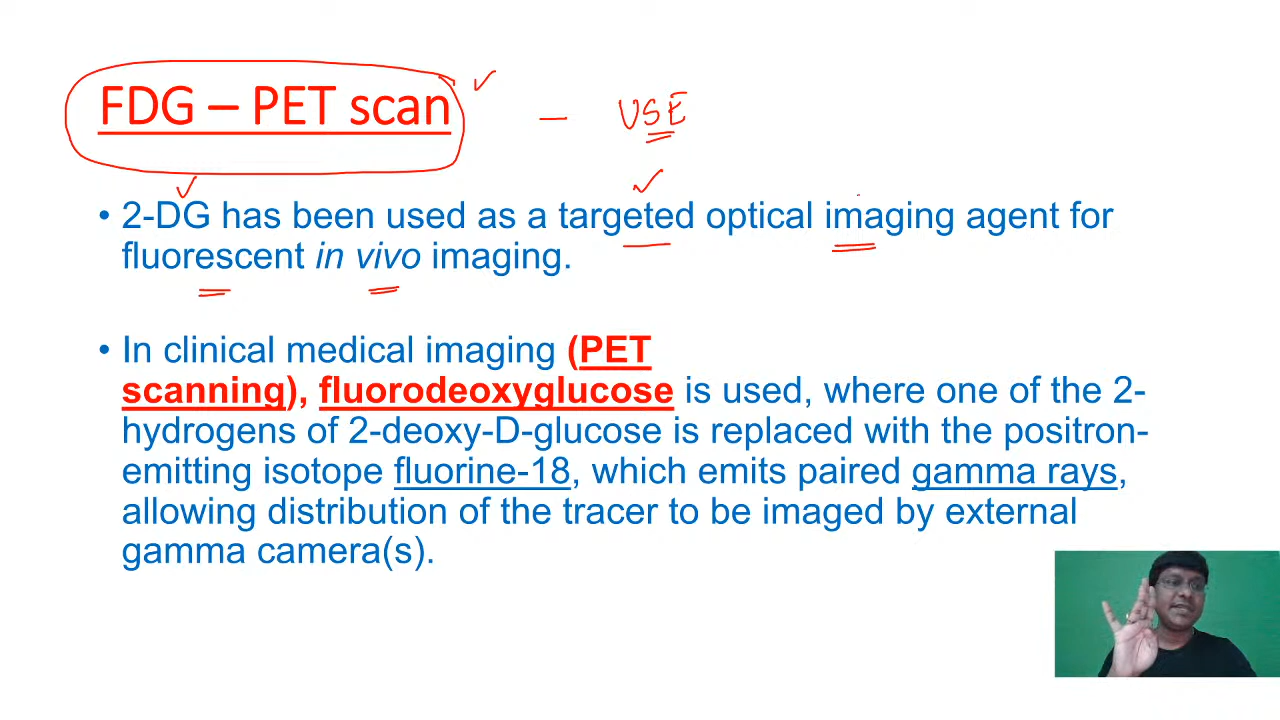 FDG – PET scan – USE
• 2-DG has been used as a targeted optical imaging agent for
fluorescent in vivo imaging.
• In clinical medical imaging (PET
scanning), fluorodeoxyglucose is used, where one of the 2-
hydrogens of 2-deoxy-D-glucose is replaced with the positron-
emitting isotope fluorine-18, which emits paired gamma rays,
allowing distribution of the tracer to be imaged by external
gamma camera(s).